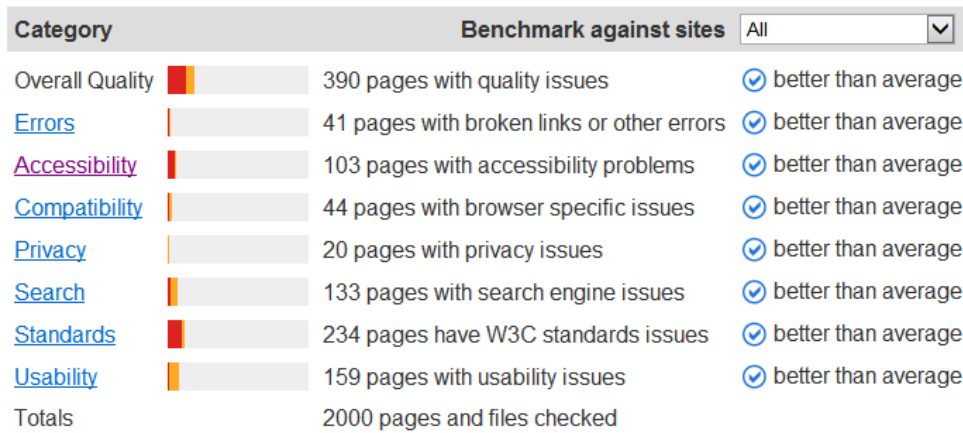 Category Benchmark against sites All
Overall Quality 390 pages with quality issues better than average
Errors 41 pages with broken links or other errors better than average
Accessibility 103 pages with accessibility problems better than average
Compatibility 44 pages with browser specific issues better than average
Privacy 20 pages with privacy issues better than average
Search 133 pages with search engine issues better than average
Standards 234 pages have W3C standards issues better than average
Usability 159 pages with usability issues better than average
Totals 2000 pages and files checked